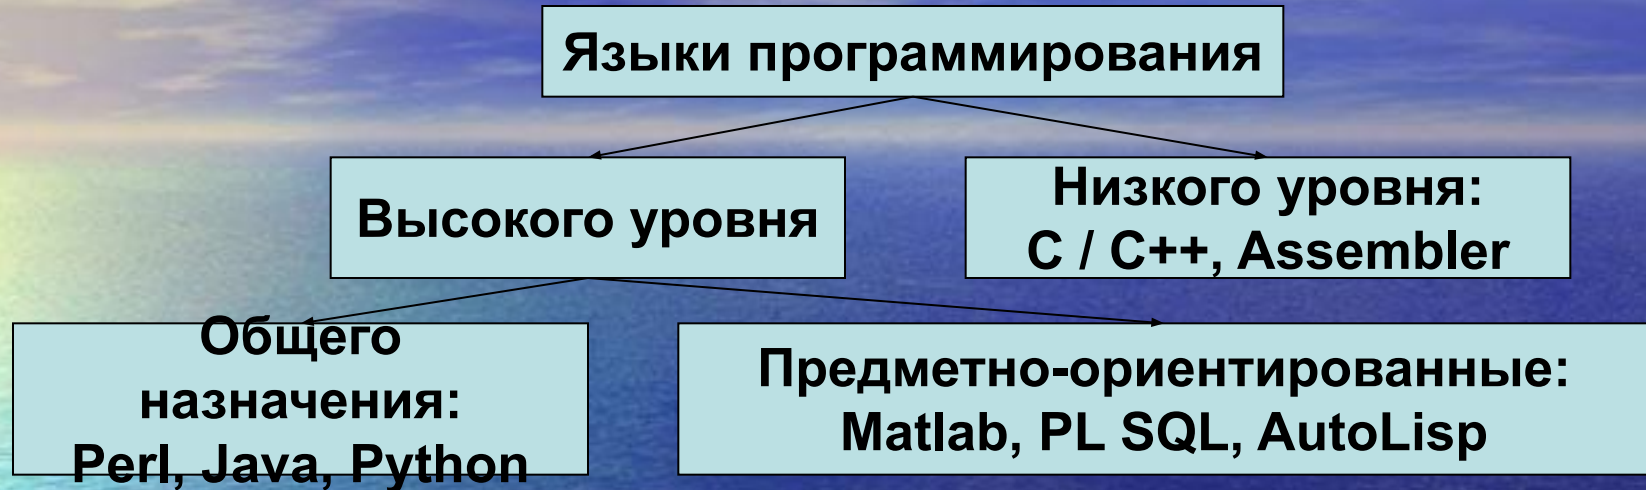 Языки программирования
Высокого уровня
Низкого уровня:
C / C++, Assembler
Общего
назначения:
Perl, Java, Python
Предметно-ориентированные:
Matlab, PL SQL, AutoLisp